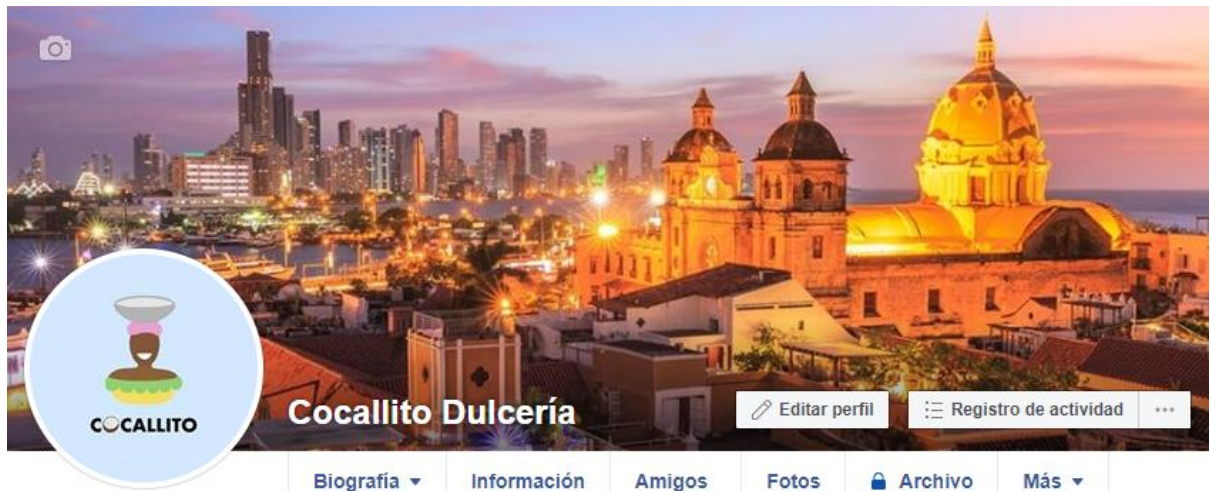 COCALLITO
Cocallito Dulcería
Editar perfil
Registro de actividad
Biografía
Información
Amigos
Fotos
Archivo
Más